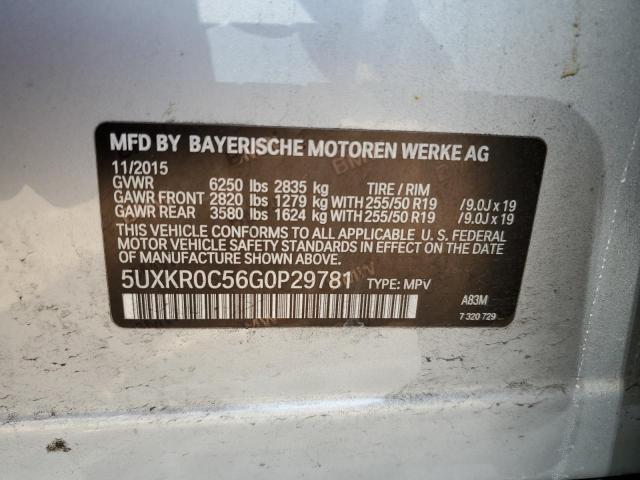 MFD BY BAYERISCHE MOTOREN WERKE AG
11/2015
GVWR 6250 lbs 2835 kg TIRE / RIM
GAWR FRONT 2820 lbs 1279 kg WITH 255/50 R19 /9.0J x 19
GAWR REAR 3580 lbs 1624 kg WITH 255/50 R19 /9.0J x 19
THIS VEHICLE CONFORMS TO ALL APPLICABLE U. S. FEDERAL
MOTOR VEHICLE SAFETY STANDARDS IN EFFECT ON THE DATE
OF MANUFACTURE SHOWN ABOVE.
5UXKR0C56G0P29781 TYPE: MPV
A83M
7 320 729